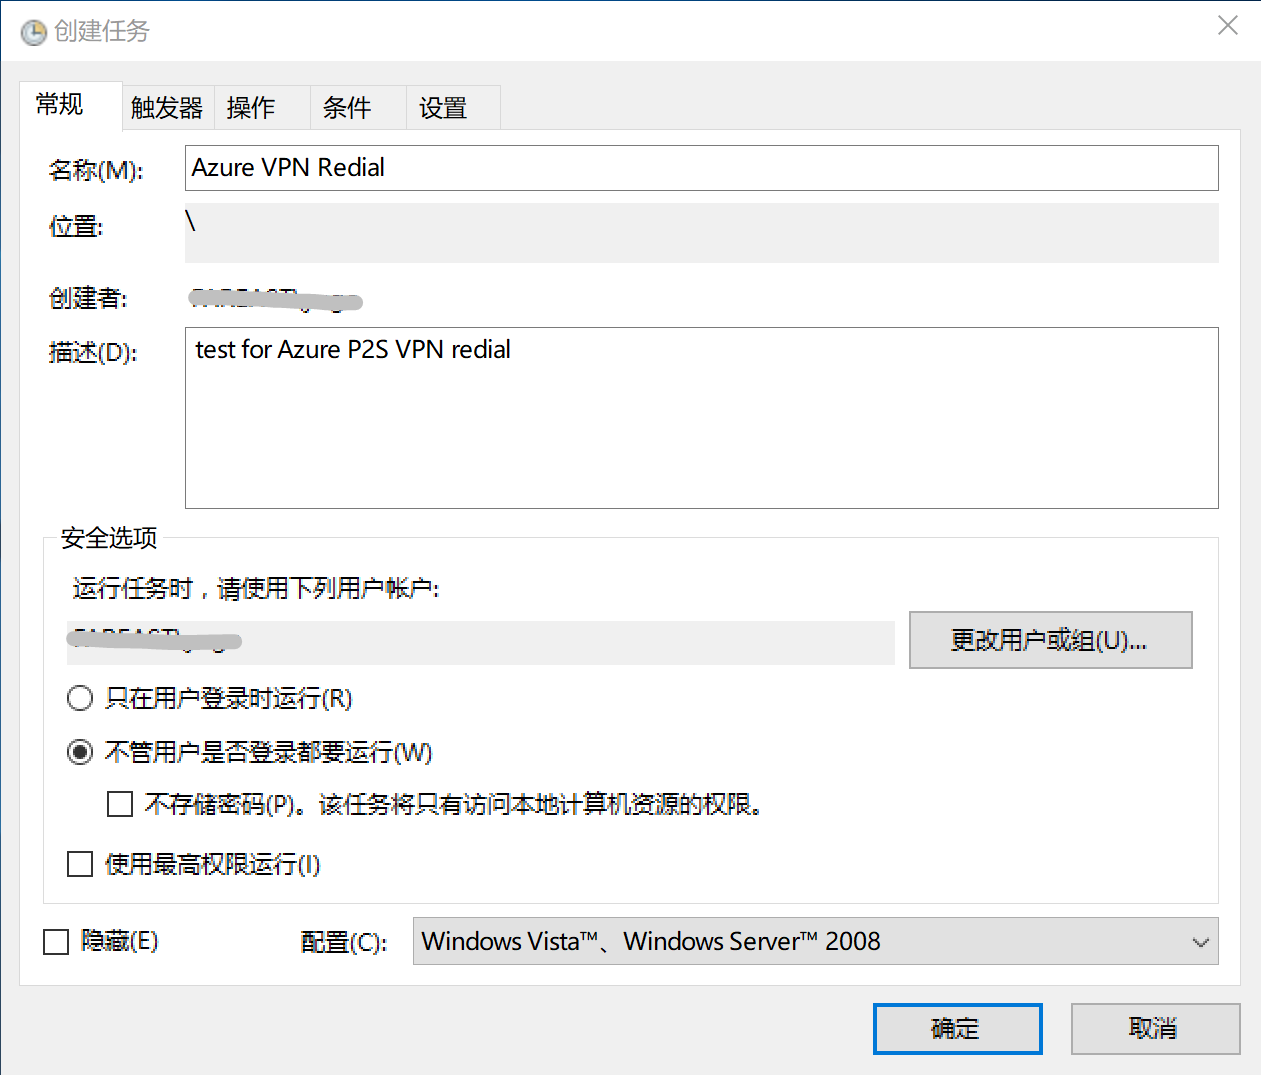 创建任务
常规 触发器 操作 条件 设置
名称(M): Azure VPN Redial
位置: \
创建者:
描述(D): test for Azure P2S VPN redial
安全选项
运行任务时，请使用下列用户帐户:
更改用户或组(U)...
只在用户登录时运行(R)
不管用户是否登录都要运行(W)
不存储密码(P)。该任务将只有访问本地计算机资源的权限。
使用最高权限运行(I)
隐藏(E) 配置(C): Windows Vista™、Windows Server™ 2008
确定 取消